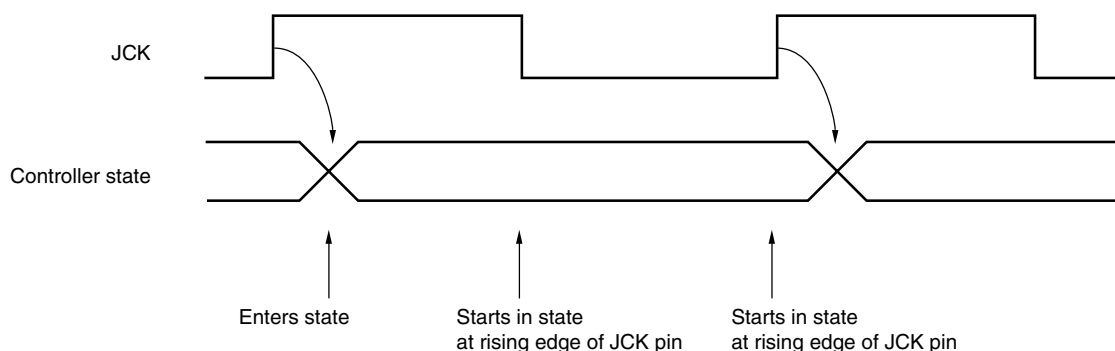 JCK
Controller state
Enters state
Starts in state
at rising edge of JCK pin
Starts in state
at rising edge of JCK pin